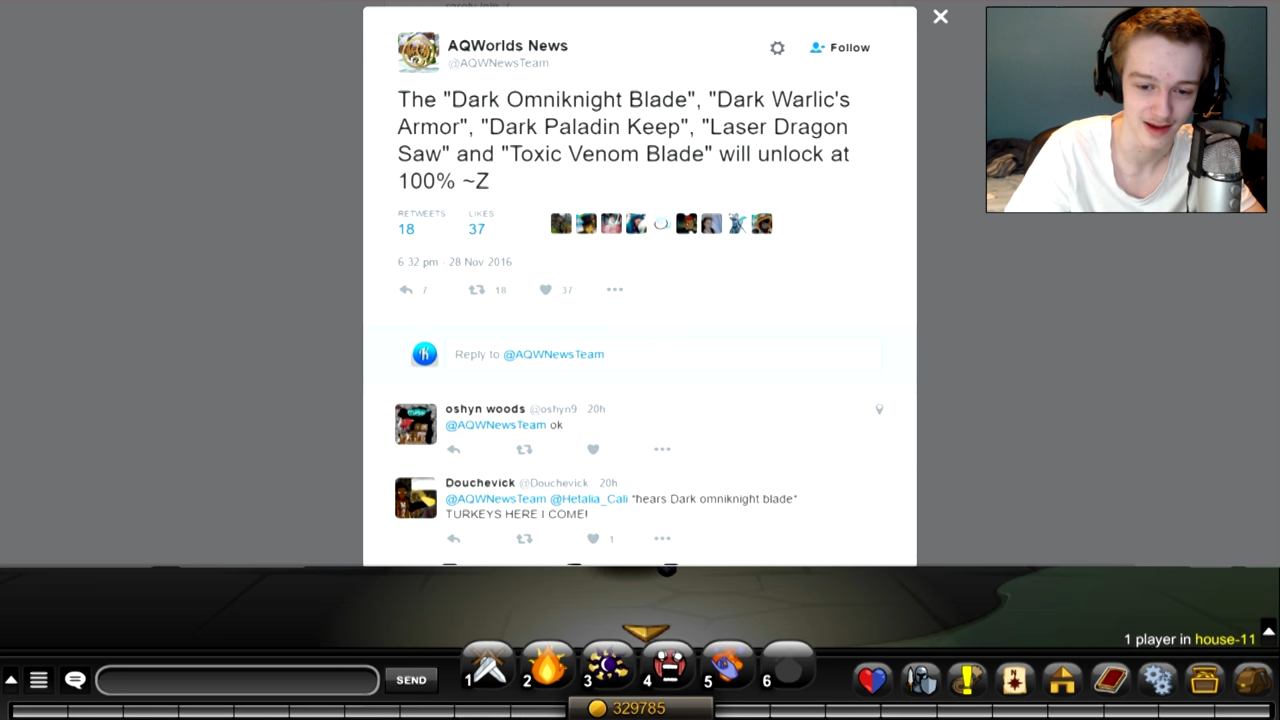 AQWorlds News
@AQWNewsTeam
Follow
The "Dark Omniknight Blade", "Dark Warlic's
Armor", "Dark Paladin Keep", "Laser Dragon
Saw" and "Toxic Venom Blade" will unlock at
100% ~Z
RETWEETS LIKES
18 37
6 32 pm - 28 Nov 2016
7 18 37
Reply to @AQWNewsTeam
oshyn woods @oshyn9 20h
@AQWNewsTeam ok
Douchevick @Douchevick 20h
@AQWNewsTeam @Hetalia_Cali "hears Dark omniknight blade"
TURKEYS HERE I COME!
1
1 player in house-11
SEND
1 2 3 4 5 6
329785